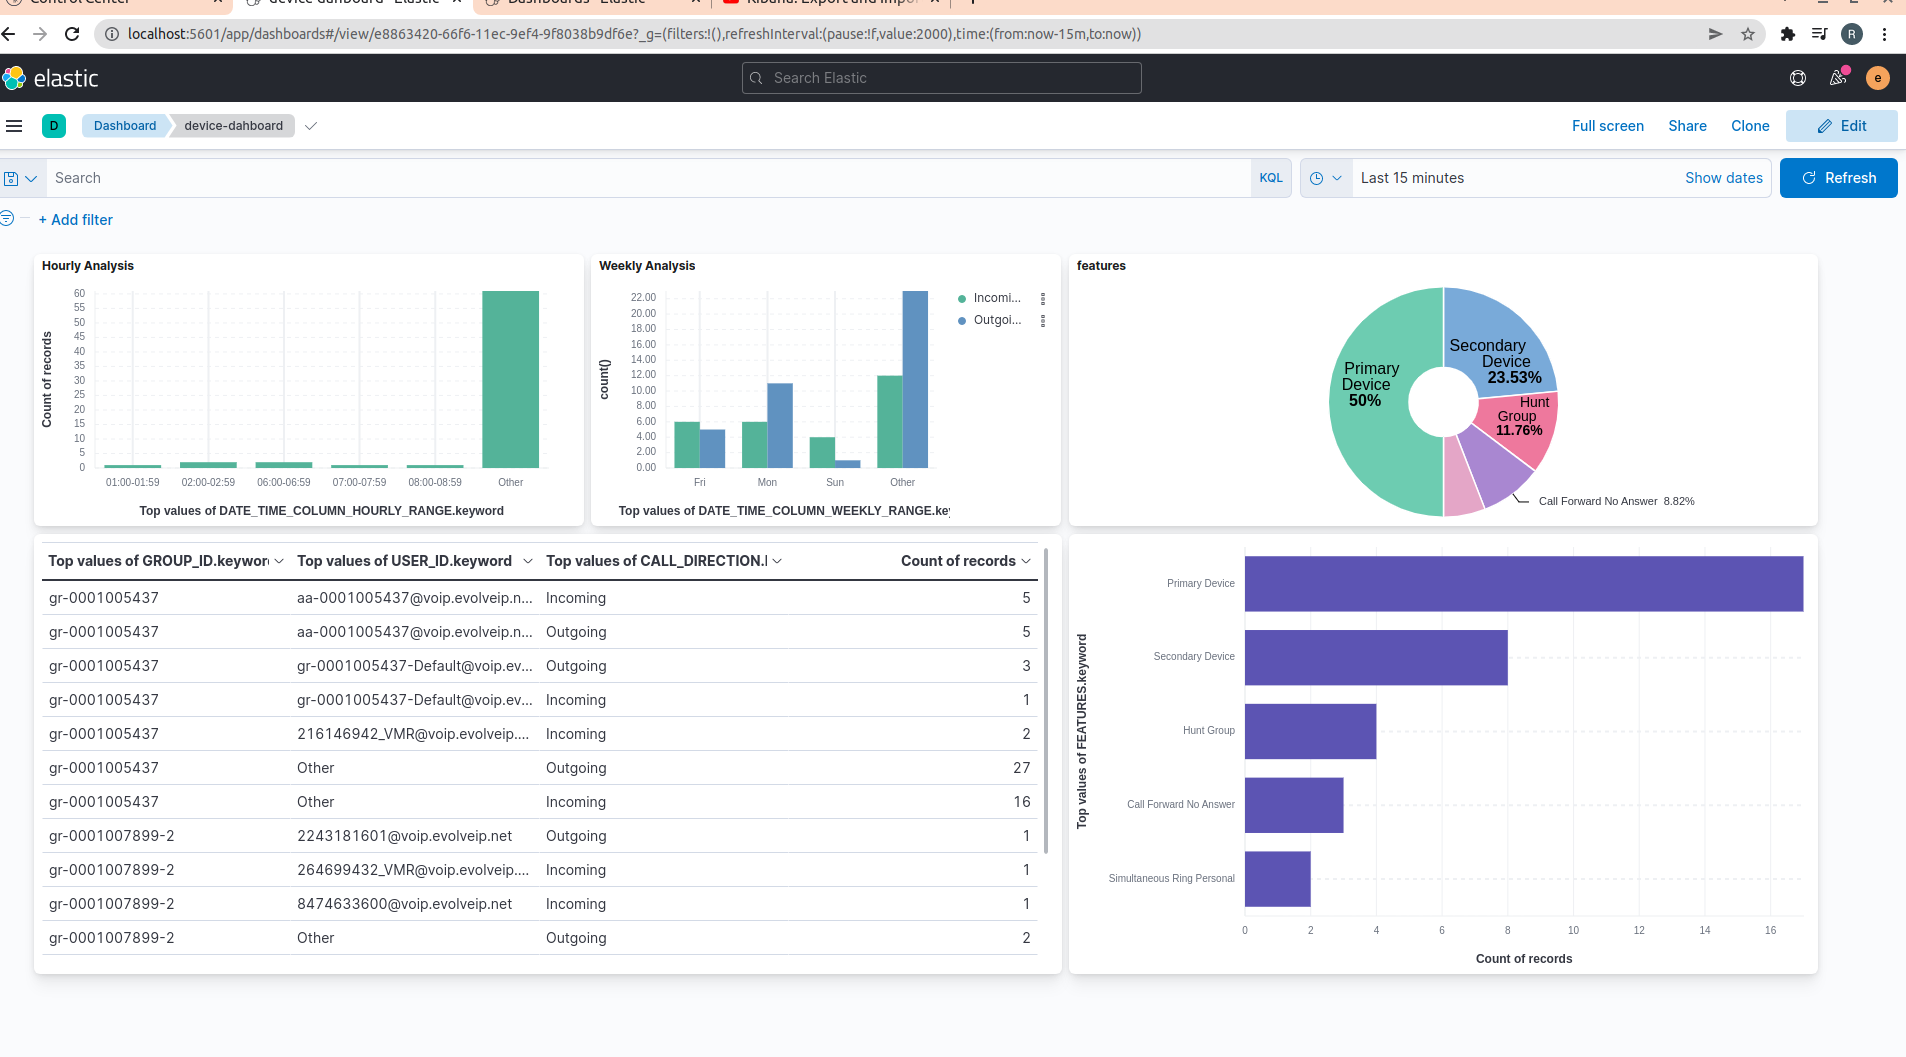 Control Center
device-dahboard - Elastic
Dashboards - Elastic
Kibana: Export and Impo
localhost:5601/app/dashboards#/view/e8863420-66f6-11ec-9ef4-9f8038b9df6e?_g=(filters:!(),refreshInterval:(pause:!f,value:2000),time:(from:now-15m,to:now))
R
elastic
Search Elastic
e
D
Dashboard
device-dahboard
Full screen
Share
Clone
Edit
Search
KQL
Last 15 minutes
Show dates
Refresh
+ Add filter
Hourly Analysis
Count of records
60
55
50
45
40
35
30
25
20
15
10
5
0
01:00-01:59 02:00-02:59 06:00-06:59 07:00-07:59 08:00-08:59 Other
Top values of DATE_TIME_COLUMN_HOURLY_RANGE.keyword
Weekly Analysis
count()
22.00
20.00
18.00
16.00
14.00
12.00
10.00
8.00
6.00
4.00
2.00
0.00
Fri Mon Sun Other
Top values of DATE_TIME_COLUMN_WEEKLY_RANGE.key
Incomi...
Outgoi...
features
Primary
Device
50%
Secondary
Device
23.53%
Hunt
Group
11.76%
Call Forward No Answer 8.82%
Top values of GROUP_ID.keyword Top values of USER_ID.keyword Top values of CALL_DIRECTION.l Count of records
gr-0001005437 aa-0001005437@voip.evolveip.n... Incoming 5
gr-0001005437 aa-0001005437@voip.evolveip.n... Outgoing 5
gr-0001005437 gr-0001005437-Default@voip.ev... Outgoing 3
gr-0001005437 gr-0001005437-Default@voip.ev... Incoming 1
gr-0001005437 216146942_VMR@voip.evolveip.... Incoming 2
gr-0001005437 Other Outgoing 27
gr-0001005437 Other Incoming 16
gr-0001007899-2 2243181601@voip.evolveip.net Outgoing 1
gr-0001007899-2 264699432_VMR@voip.evolveip.... Incoming 1
gr-0001007899-2 8474633600@voip.evolveip.net Incoming 1
gr-0001007899-2 Other Outgoing 2
Top values of FEATURES.keyword
Primary Device
Secondary Device
Hunt Group
Call Forward No Answer
Simultaneous Ring Personal
0 2 4 6 8 10 12 14 16
Count of records